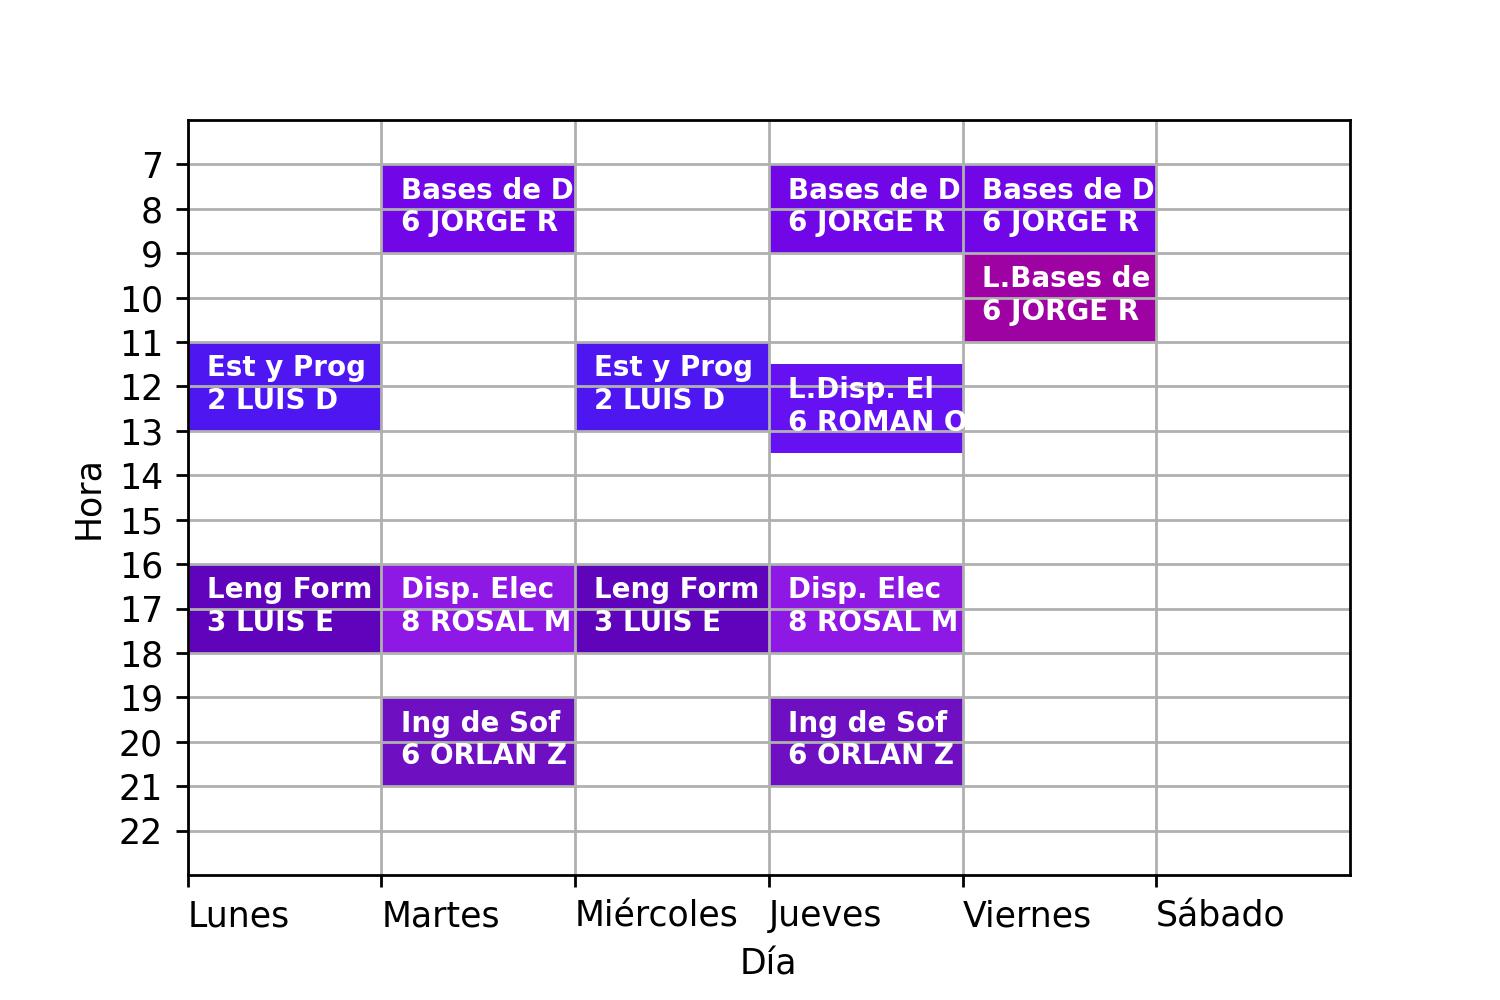 7
8
9
10
11
12
13
14
15
16
17
18
19
20
21
22
Hora
Bases de D
6 JORGE R
Bases de D
6 JORGE R
Bases de D
6 JORGE R
L.Bases de
6 JORGE R
Est y Prog
2 LUIS D
Est y Prog
2 LUIS D
L.Disp. El
6 ROMAN O
Leng Form
3 LUIS E
Disp. Elec
8 ROSAL M
Leng Form
3 LUIS E
Disp. Elec
8 ROSAL M
Ing de Sof
6 ORLAN Z
Ing de Sof
6 ORLAN Z
Lunes
Martes
Miércoles
Jueves
Viernes
Sábado
Día